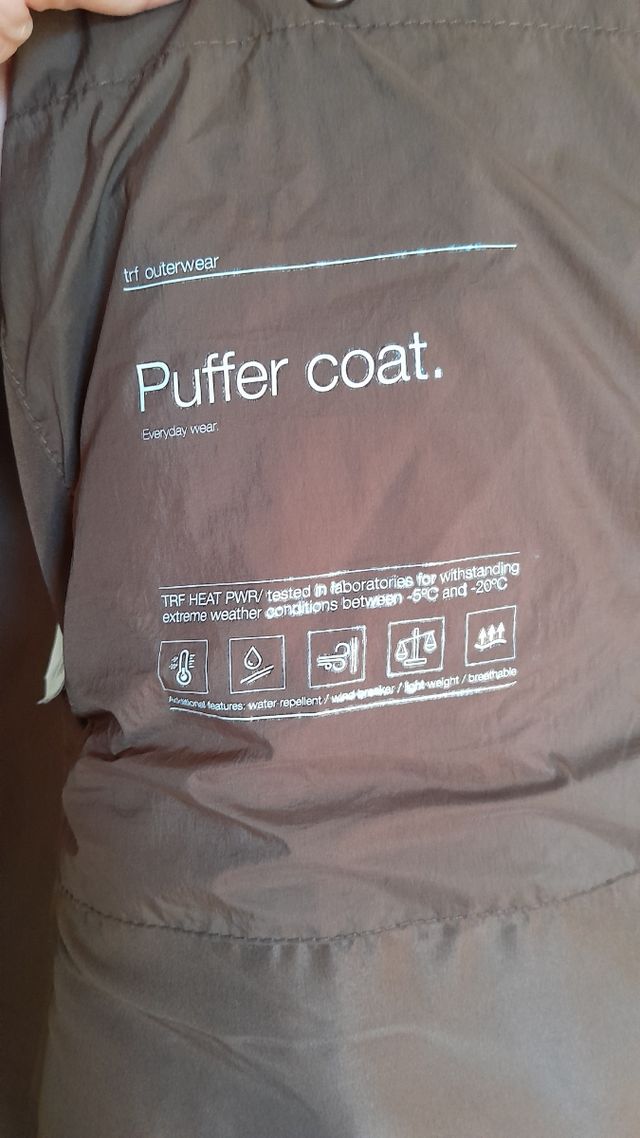 trf outerwear
Puffer coat.
Everyday wear.
TRF HEAT PWR/ tested in laboratories for withstanding
extreme weather conditions between -5ºC and -20ºC
Additional features: water repellent / wind breaker / light weight / breathable